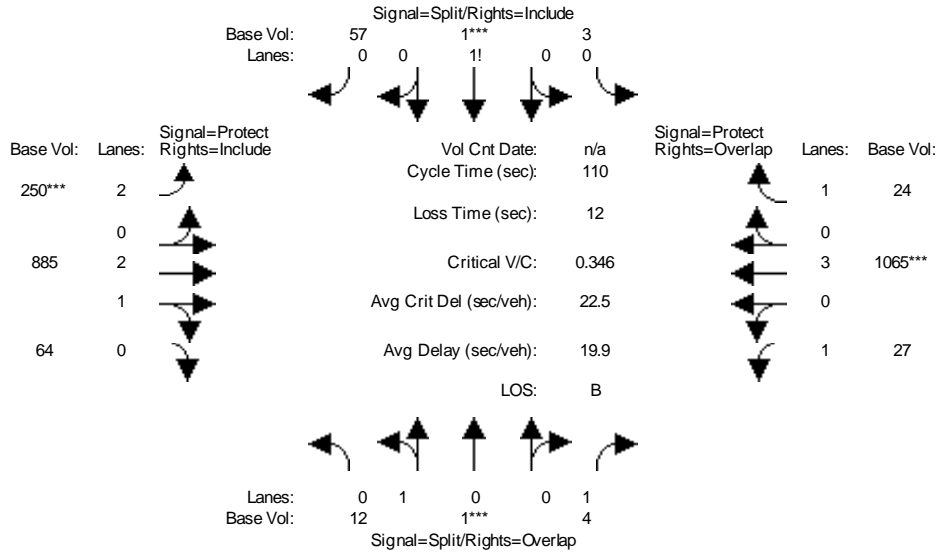 Signal=Split/Rights=Include
Base Vol: 57 1*** 3
Lanes: 0 0 1! 0 0
Signal=Protect
Base Vol: Lanes: Rights=Include
Vol Cnt Date: n/a
Signal=Protect
Rights=Overlap Lanes: Base Vol:
Cycle Time (sec): 110
250*** 2
1 24
Loss Time (sec): 12
0
0
885 2
Critical V/C: 0.346
3 1065***
1
Avg Crit Del (sec/veh): 22.5
0
64 0
Avg Delay (sec/veh): 19.9
1 27
LOS: B
Lanes: 0 1 0 0 1
Base Vol: 12 1*** 4
Signal=Split/Rights=Overlap